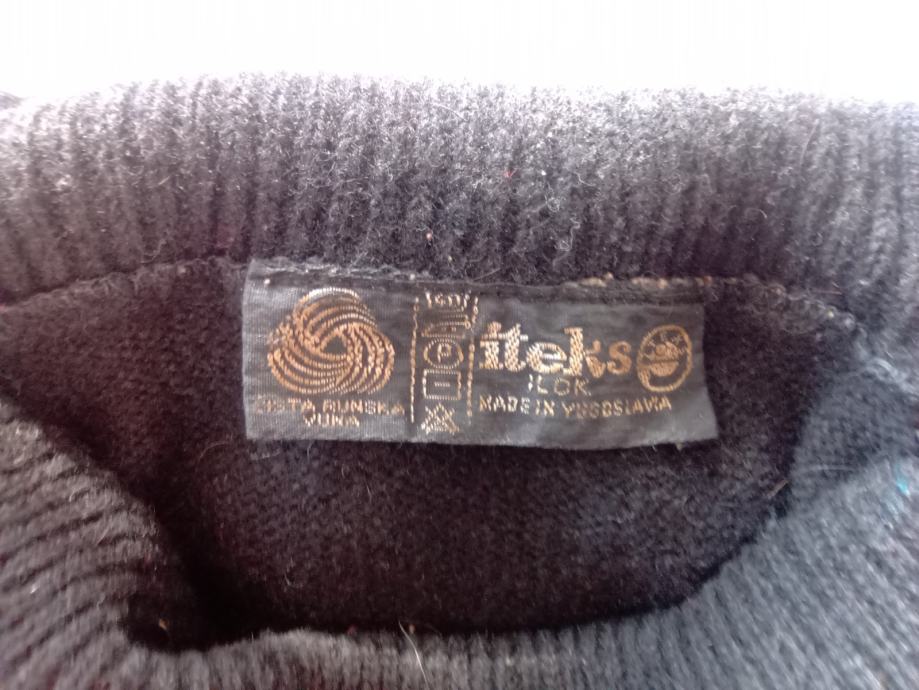 ČISTA RUNSKA
VUNA
iteks
ILOK
MADE IN YUGOSLAVIA